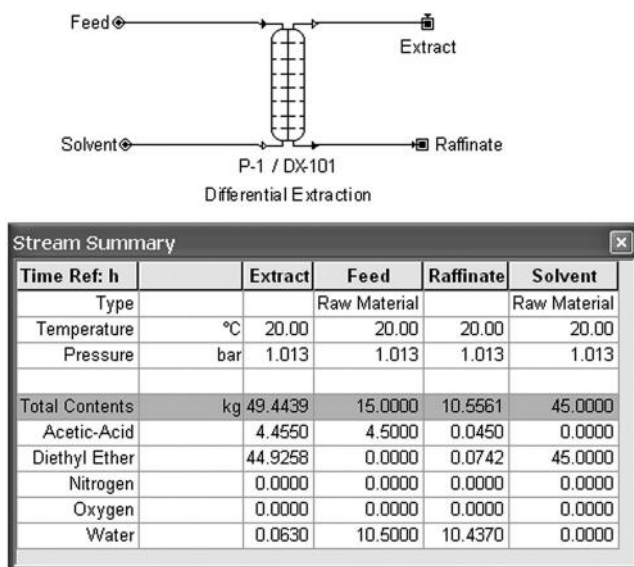 Feed
Extract
Solvent
Raffinate
P-1 / DX-101
Differential Extraction
Stream Summary
Time Ref: h Extract Feed Raffinate Solvent
Type Raw Material Raw Material
Temperature °C 20.00 20.00 20.00 20.00
Pressure bar 1.013 1.013 1.013 1.013
Total Contents kg 49.4439 15.0000 10.5561 45.0000
Acetic-Acid 4.4550 4.5000 0.0450 0.0000
Diethyl Ether 44.9258 0.0000 0.0742 45.0000
Nitrogen 0.0000 0.0000 0.0000 0.0000
Oxygen 0.0000 0.0000 0.0000 0.0000
Water 0.0630 10.5000 10.4370 0.0000